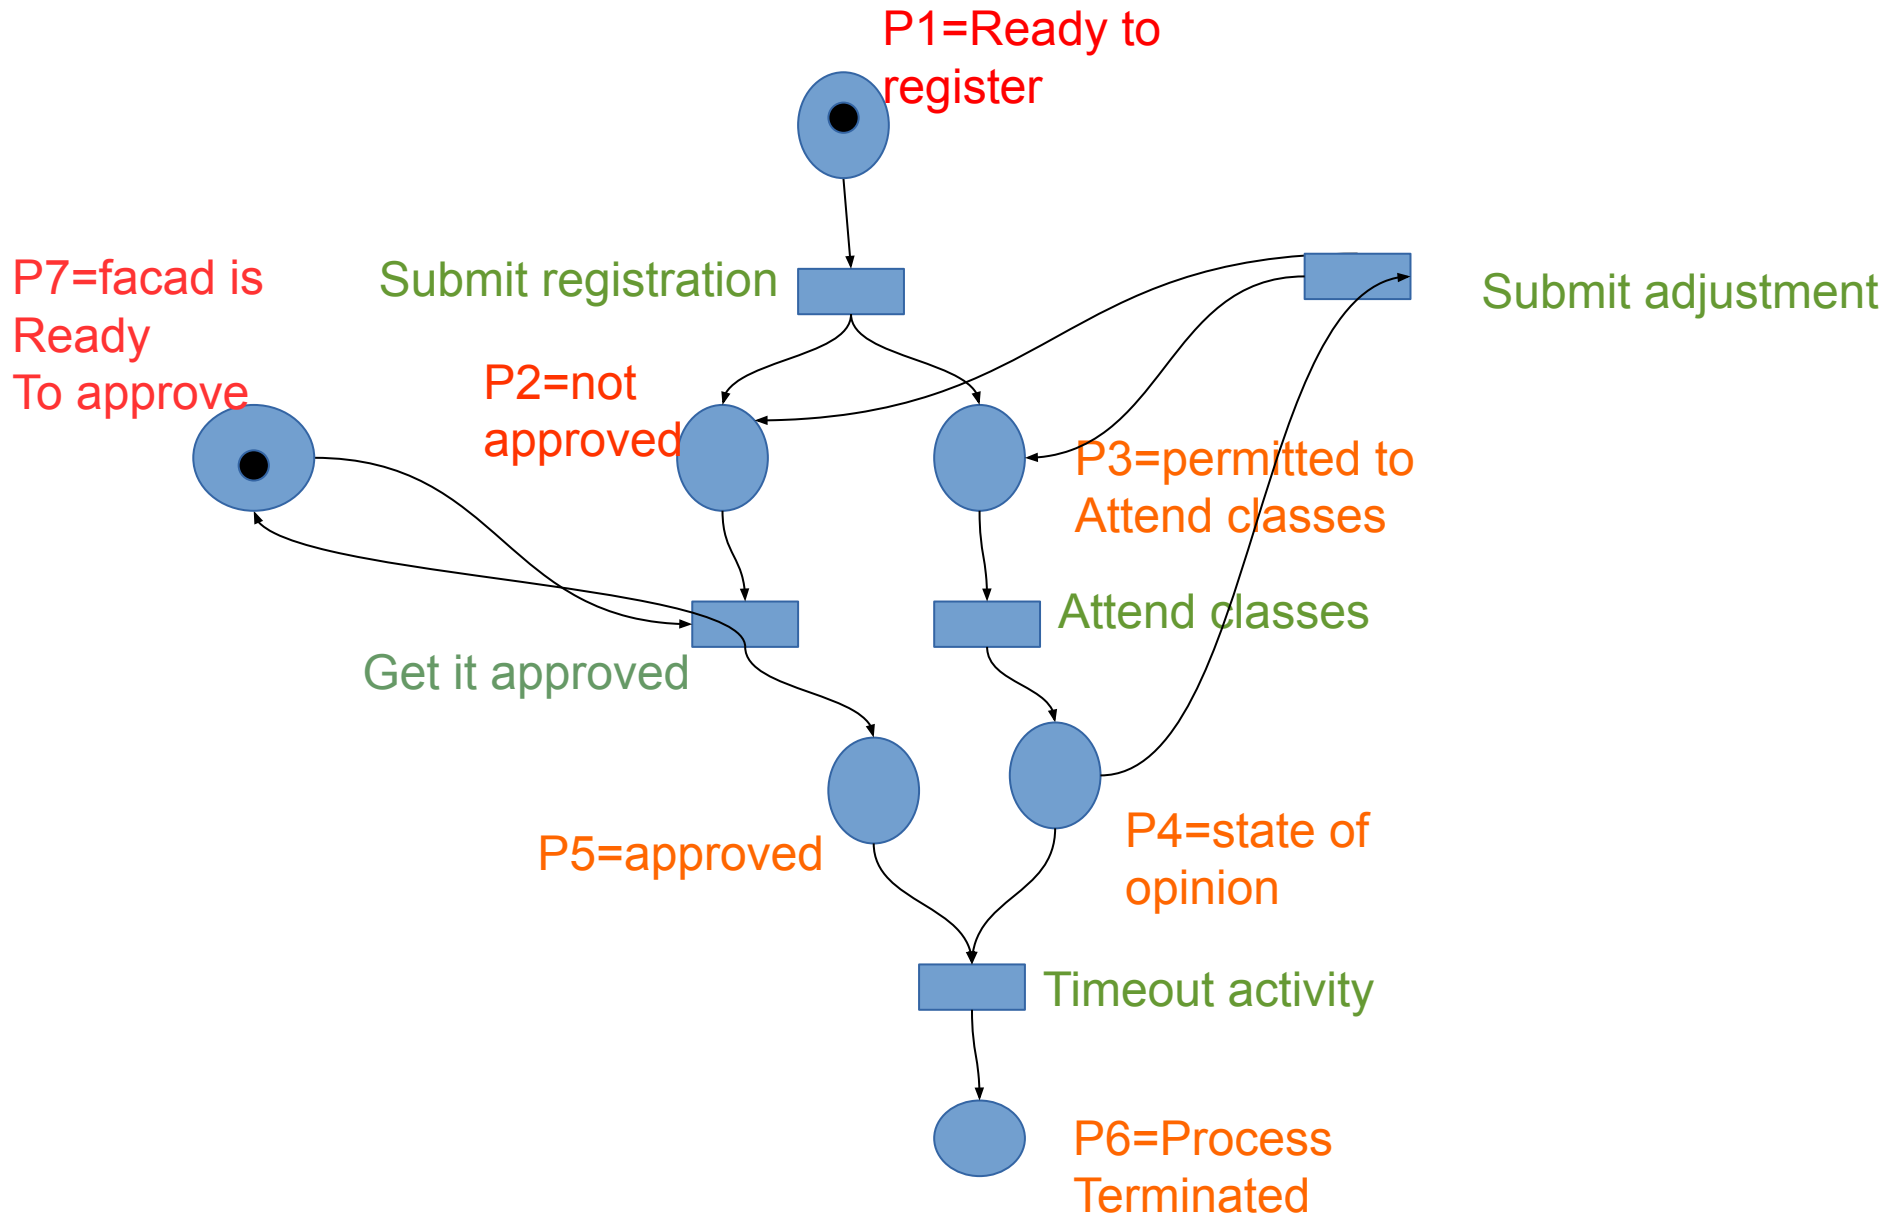 P1=Ready to
register
P7=facad is
Ready
To approve
Submit registration
Submit adjustment
P2=not
approved
P3=permitted to
Attend classes
Attend classes
Get it approved
P5=approved
P4=state of
opinion
Timeout activity
P6=Process
Terminated